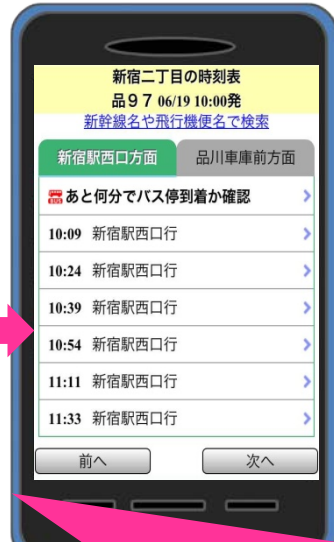 新宿二丁目の時刻表
品97 06/19 10:00発
新幹線名や飛行機便名で検索
新宿駅西口方面 品川車庫前方面
BUS あと何分でバス停到着か確認 >
10:09 新宿駅西口行 >
10:24 新宿駅西口行 >
10:39 新宿駅西口行 >
10:54 新宿駅西口行 >
11:11 新宿駅西口行 >
11:33 新宿駅西口行 >
前へ 次へ